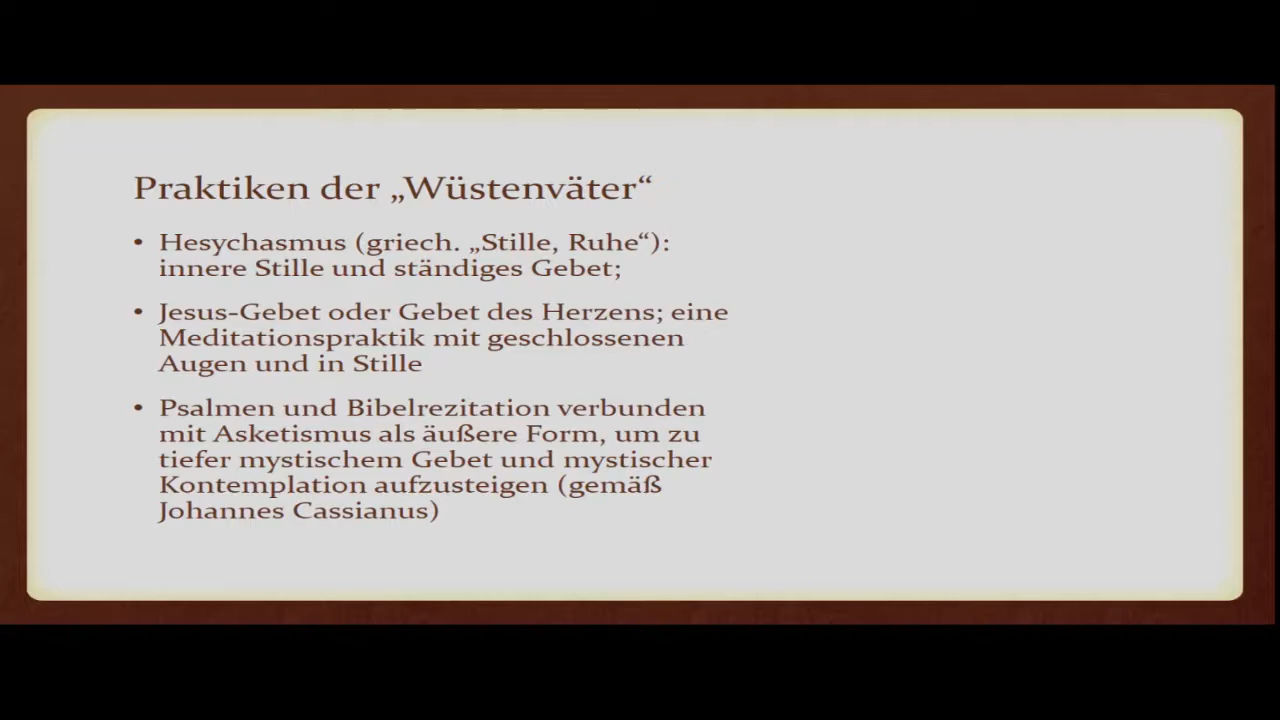 Praktiken der „Wüstenväter“
• Hesychasmus (griech. „Stille, Ruhe“):
innere Stille und ständiges Gebet;
• Jesus-Gebet oder Gebet des Herzens; eine
Meditationspraktik mit geschlossenen
Augen und in Stille
• Psalmen und Bibelrezitation verbunden
mit Asketismus als äußere Form, um zu
tiefer mystischem Gebet und mystischer
Kontemplation aufzusteigen (gemäß
Johannes Cassianus)